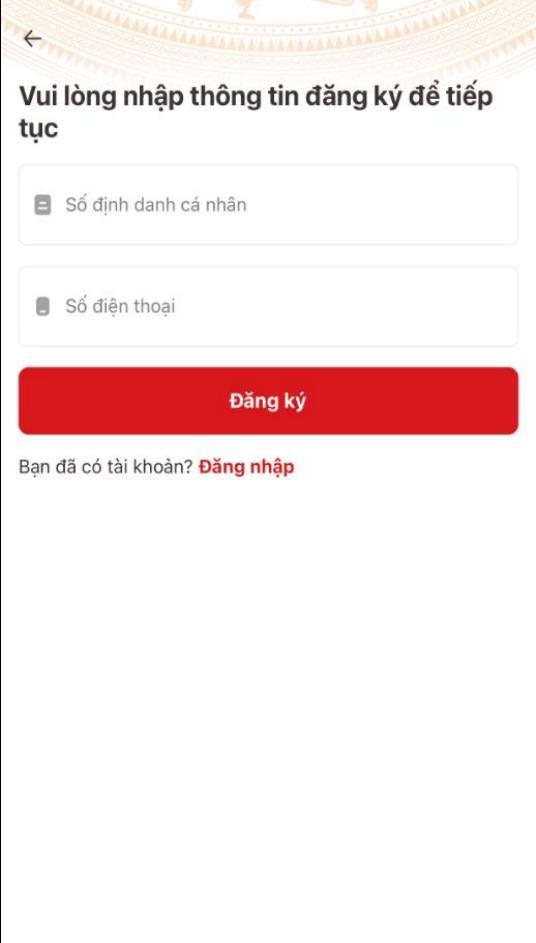 Vui lòng nhập thông tin đăng ký để tiếp
tục
Số định danh cá nhân
Số điện thoại
Đăng ký
Bạn đã có tài khoản? Đăng nhập